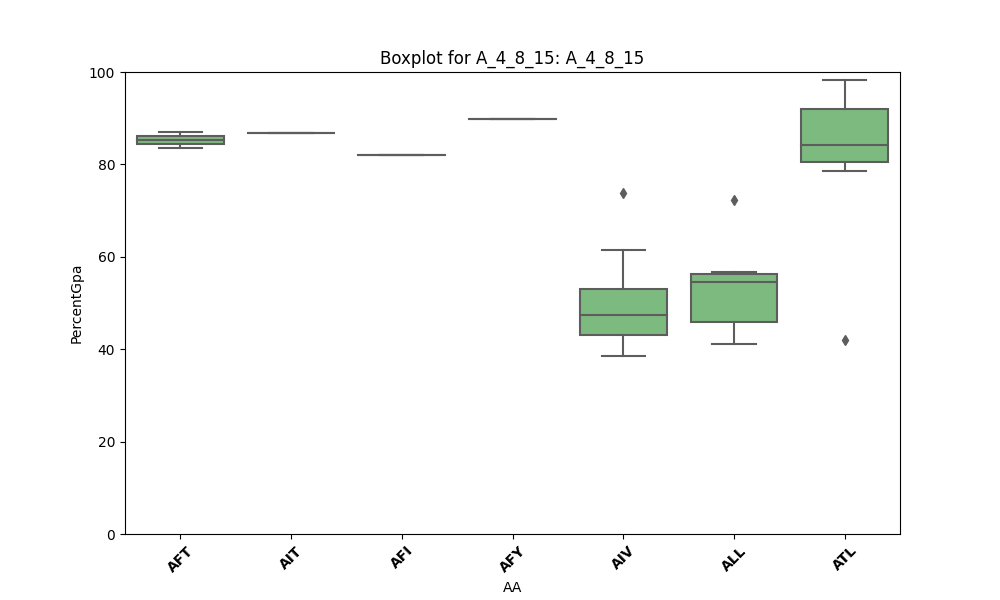 Boxplot for A_4_8_15: A_4_8_15
100
80
60
40
20
0
PercentGpa
AFT
AIT
AFI
AFY
AIV
ALL
ATL
AA